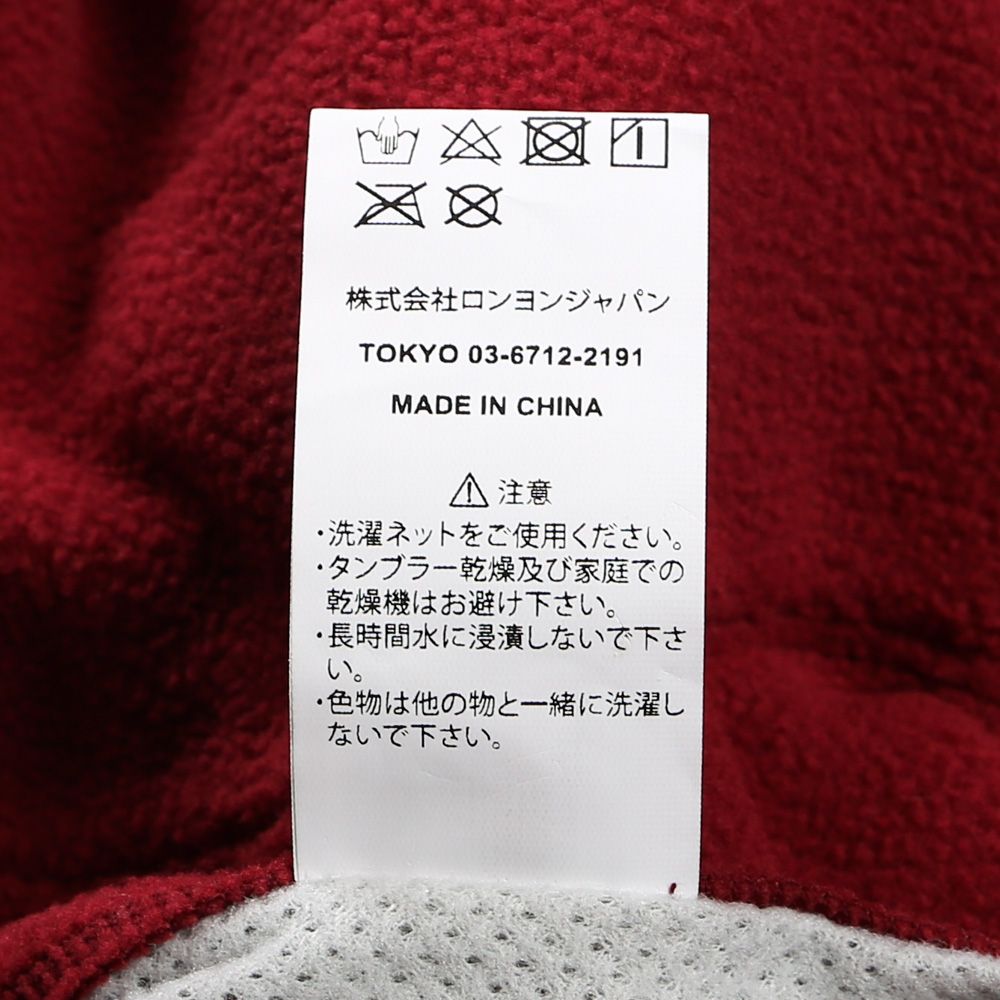 株式会社ロンヨンジャパン
TOKYO 03-6712-2191
MADE IN CHINA
注意
・洗濯ネットをご使用ください。
・タンブラー乾燥及び家庭での
乾燥機はお避け下さい。
・長時間水に浸漬しないで下さ
い。
・色物は他の物と一緒に洗濯し
ないで下さい。